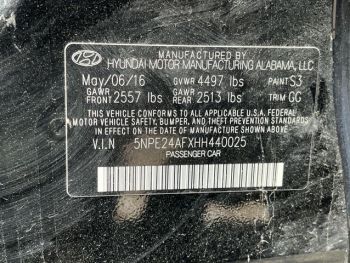 MANUFACTURED BY
HYUNDAI MOTOR MANUFACTURING ALABAMA, LLC
May/06/16 GVWR 4497 lbs PAINT S3
GAWR FRONT 2557 lbs GAWR REAR 2513 lbs TRIM GG
THIS VEHICLE CONFORMS TO ALL APPLICABLE FEDERAL
MOTOR VEHICLE SAFETY, BUMPER, AND THEFT PREVENTION
STANDARDS IN EFFECT ON THE DATE OF MANUFACTURE
SHOWN ABOVE.
V.I.N 5NPE24AFXHH440025
PASSENGER CAR